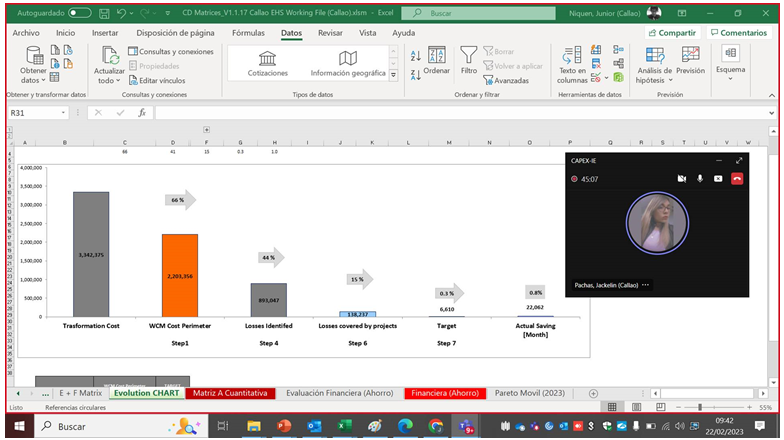 Autoguardado
CD Matrices_V1.1.17 Callao EHS Working File (Callao).xlsm - Excel
Buscar
Niquen, Junior (Callao)
Archivo Inicio Insertar Disposición de página Fórmulas Datos Revisar Vista Ayuda
Compartir Comentarios
Obtener datos
Actualizar todo
Consultas y conexiones
Propiedades
Editar vínculos
Cotizaciones
Información geográfica
Ordenar
Filtro
Borrar
Volver a aplicar
Avanzadas
Texto en columnas
Análisis de hipótesis
Previsión
Esquema
Obtener y transformar datos
Consultas y conexiones
Tipos de datos
Ordenar y filtrar
Herramientas de datos
Previsión
R31
fx
A B C D F H I J K L M N O P Q R S T U V W
66 41 15 0.3 1.0
4,000,000
3,500,000
3,000,000
2,500,000
2,000,000
1,500,000
1,000,000
500,000
0
66 %
44 %
15 %
0.3 %
0.8%
3,342,375
2,203,356
893,047
138,237
6,610
22,062
Trasformation Cost
WCM Cost Perimeter
Losses Identifed
Losses covered by projects
Target
Actual Saving
[Month]
Step1
Step 4
Step 6
Step 7
CAPEX-IE
45:07
Pachas, Jackelin (Callao)
WCM Cost Perimeter
TARGET
... E + F Matrix Evolution CHART Matriz A Cuantitativa Evaluación Financiera (Ahorro) Financiera (Ahorro) Pareto Movil (2023)
Listo Referencias circulares
55%
Buscar
9+
09:42
22/02/2023